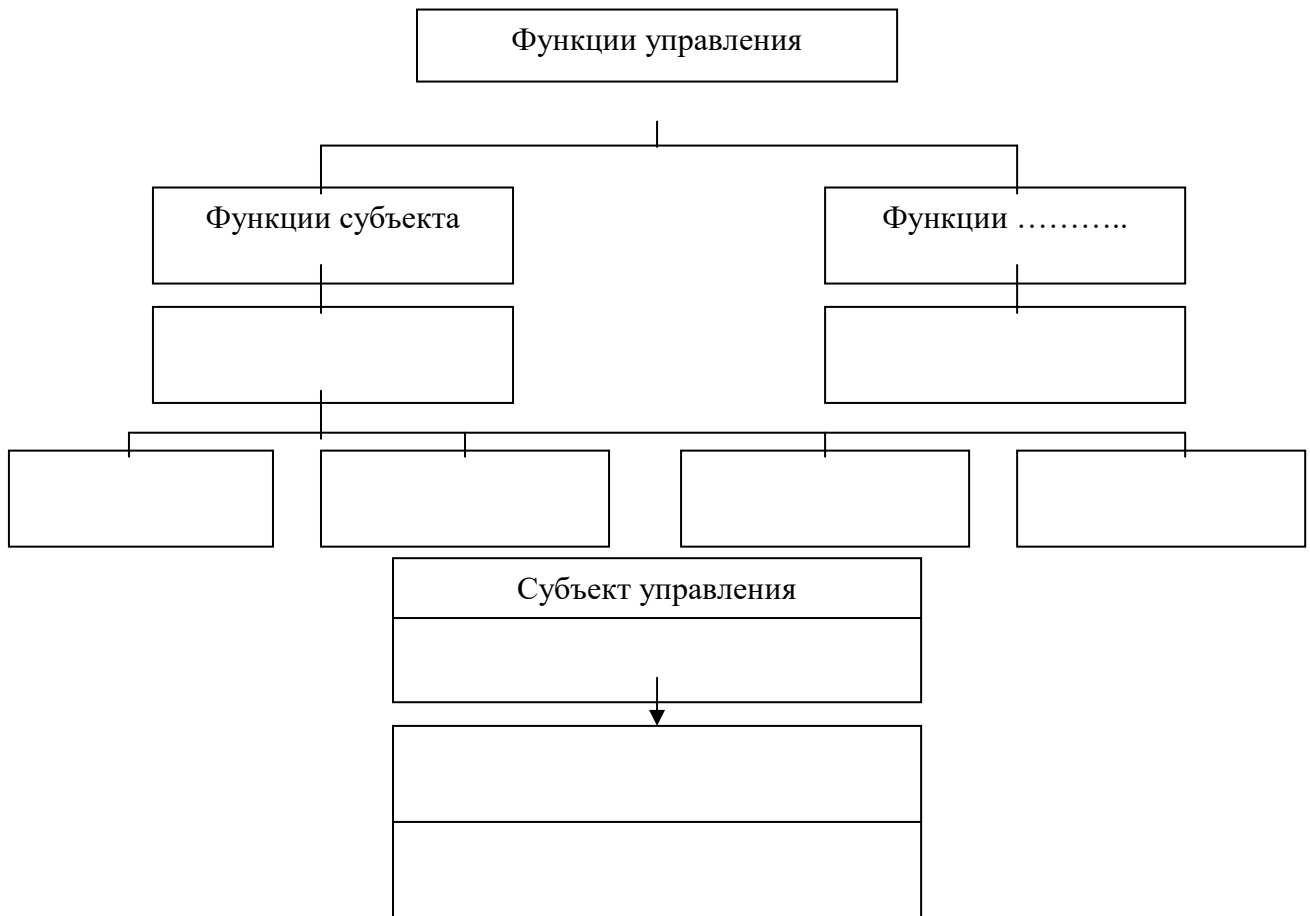 Функции управления
Функции субъекта
Функции ………..
Субъект управления